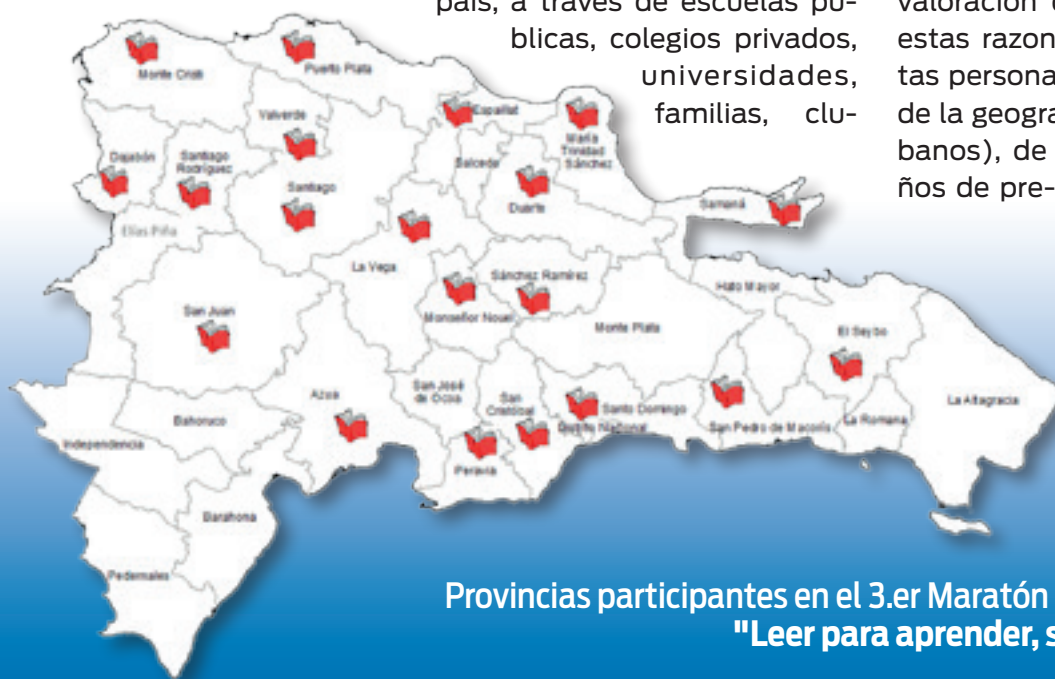 país, a través de escuelas pú-
blicas, colegios privados,
universidades,
familias, clu-
valoración
estas razon
tas persona
de la geogra
banos), de
ños de pre-
Monte Cristi
Puerto Plata
Valverde
Espaillat
María
Trinidad
Sánchez
Dajabón
Santiago
Rodríguez
Salcedo
Santiago
Duarte
Samaná
Elías Piña
La Vega
Sánchez Ramírez
Hato Mayor
San Juan
Monseñor Nouel
Monte Plata
El Seybo
Azua
San José
de Ocoa
San
Cristóbal
Santo Domingo
La Altagracia
Bahoruco
Distrito Nacional
San Pedro de Macorís
La Romana
Independencia
Peravia
Barahona
Pedernales
Provincias participantes en el 3.er Maratón
"Leer para aprender, s